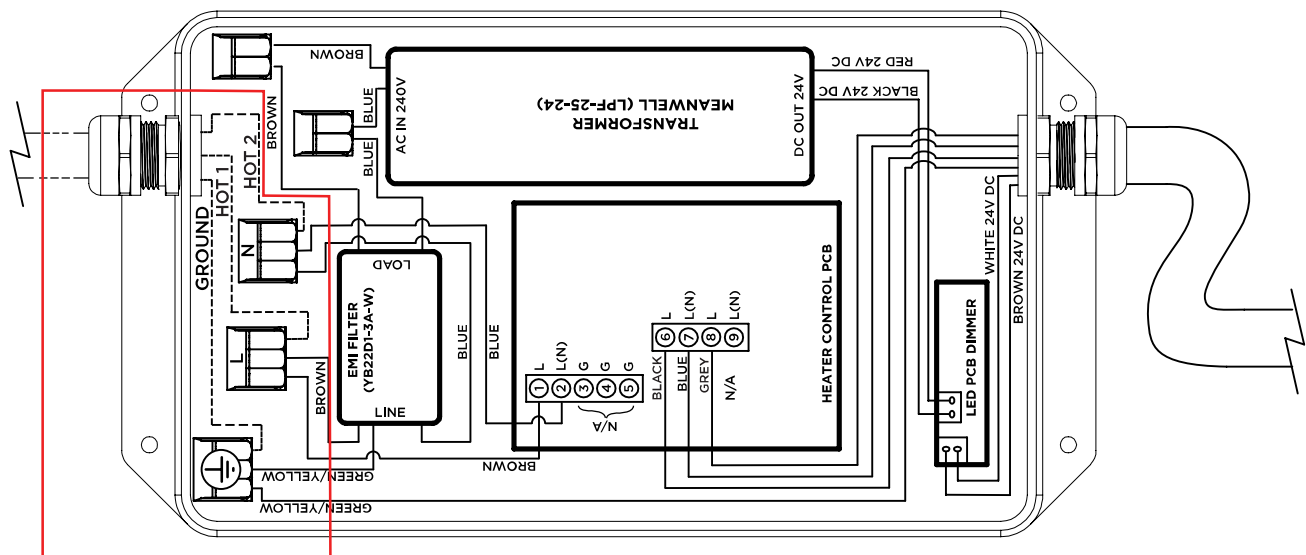 BROWN
BLUE
AC IN 240V
TRANSFORMER
MEANWELL (LPF-25-24)
DC OUT 24V
RED 24V DC
BLACK 24V DC
BROWN
BLUE
HOT 2
HOT 1
GROUND
N
L
LOAD
EMI FILTER
(YB22D1-3A-W)
LINE
BROWN
BLUE
BLUE
BROWN
GREEN/YELLOW
GREEN/YELLOW
HEATER CONTROL PCB
L
L(N)
G
G
G
1
2
3
4
5
N/A
L
L(N)
L
L(N)
6
7
8
9
BLACK
BLUE
GREY
N/A
WHITE 24V DC
BROWN 24V DC
LED PCB DIMMER